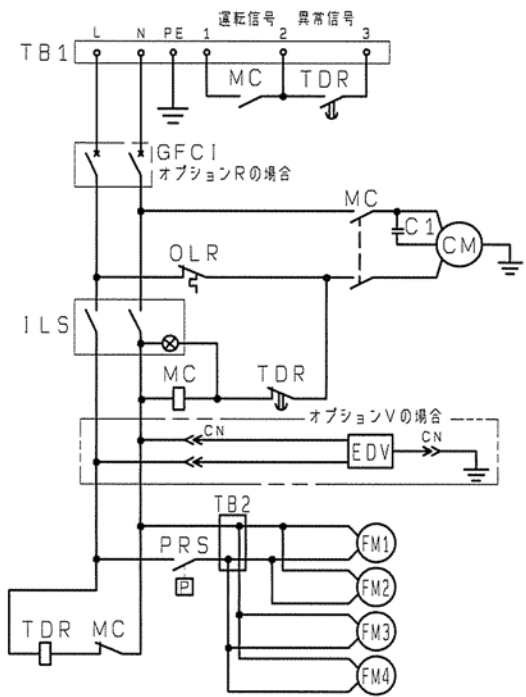 運転信号 異常信号
L N PE 1 2 3
TB1
MC TDR
GFCI
オプションRの場合
MC
C1
CM
OLR
ILS
MC TDR
オプションVの場合
CN
EDV
CN
TB2
PRS
P
FM1
FM2
TDR MC
FM3
FM4